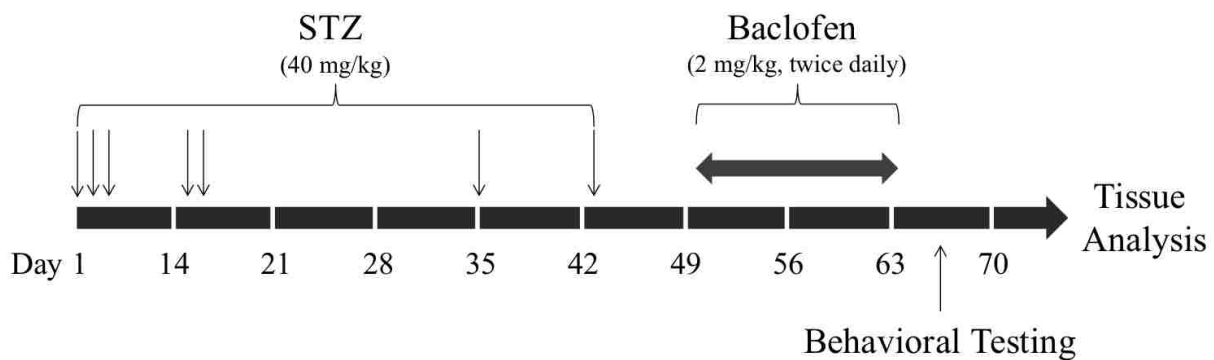 STZ
(40 mg/kg)
Baclofen
(2 mg/kg, twice daily)
Tissue
Analysis
Day 1 14 21 28 35 42 49 56 63 70
Behavioral Testing